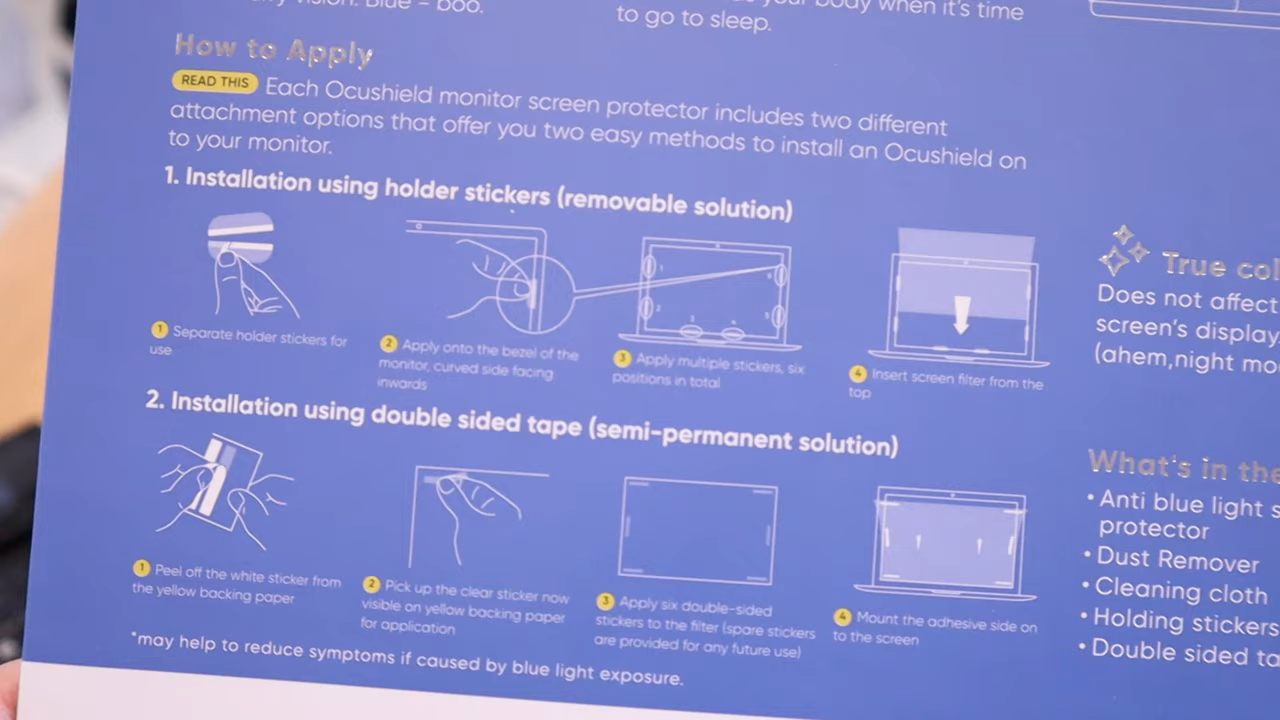 vision. Blue = boo.
your body when it's time
to go to sleep.
How to Apply
READ THIS Each Ocushield monitor screen protector includes two different
attachment options that offer you two easy methods to install an Ocushield on
to your monitor.
1. Installation using holder stickers (removable solution)
1 Separate holder stickers for
use
2 Apply onto the bezel of the
monitor, curved side facing
inwards
3 Apply multiple stickers, six
positions in total
4 Insert screen filter from the
top
2. Installation using double sided tape (semi-permanent solution)
1 Peel off the white sticker from
the yellow backing paper
2 Pick up the clear sticker now
visible on yellow backing paper
for application
3 Apply six double-sided
stickers to the filter (spare stickers
are provided for any future use)
4 Mount the adhesive side on
to the screen
*may help to reduce symptoms if caused by blue light exposure.
True
Does not affect
screen's display.
(ahem,night
What's in the
• Anti blue light
protector
• Dust Remover
• Cleaning cloth
• Holding stickers
• Double sided